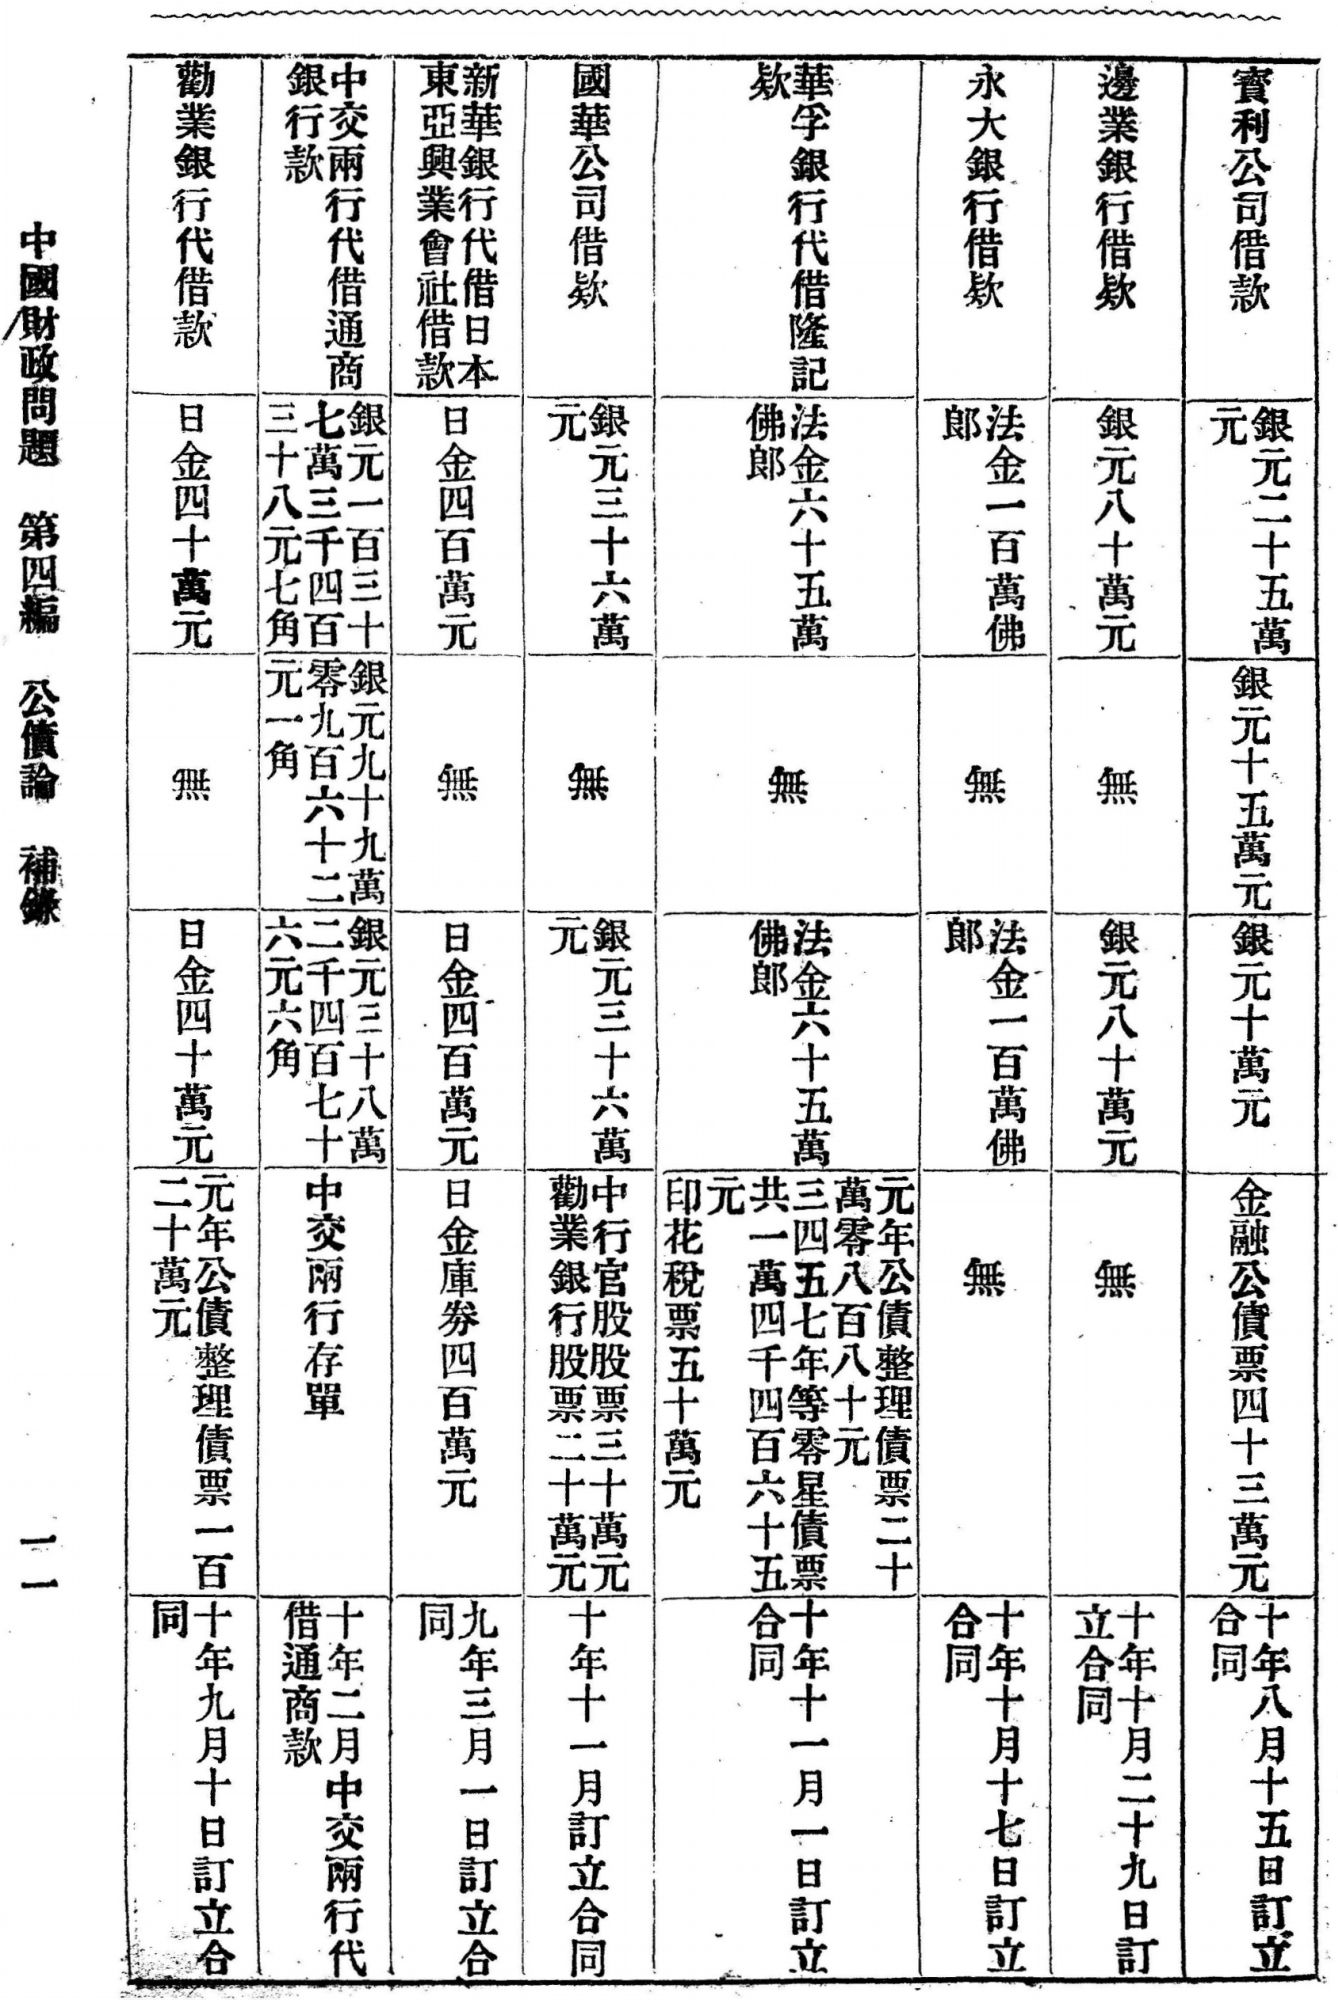 寶利公司借款
銀元二十五萬
元
銀元十五萬元
銀元十萬元
金融公債票四十三萬元
十年八月十五日訂立
合同
邊業銀行借欵
銀元八十萬元
無
銀元八十萬元
無
十年十月二十九日訂
立合同
永大銀行借欵
法金一百萬佛
郎
無
法金一百萬佛
郎
無
十年十月十七日訂立
合同
華孚銀行代借隆記
欵
法金六十五萬
佛郎
無
法金六十五萬
佛郎
元年公債整理債票二十
萬零八百八十元
三四五七年等零星債票
共一萬四千四百六十五
元
印花稅票五十萬元
十年十一月一日訂立
合同
國華公司借欵
銀元三十六萬
元
無
銀元三十六萬
元
中行官股股票三十萬元
勸業銀行股票二十萬元
十年十一月訂立合同
新華銀行代借日本
東亞興業會社借款
日金四百萬元
無
日金四百萬元
日金庫券四百萬元
九年三月一日訂立合
同
中交兩行代借通商
銀行款
銀元一百三十
七萬三千四百
三十八元七角
銀元九十九萬
零九百六十二
元一角
銀元三十八萬
二千四百七十
六元六角
中交兩行存單
十年二月中交兩行代
借通商款
勸業銀行代借款
日金四十萬元
無
日金四十萬元
元年公債整理債票一百
二十萬元
十年九月十日訂立合
同
中國財政問題　第四編　公債論　補錄　一一